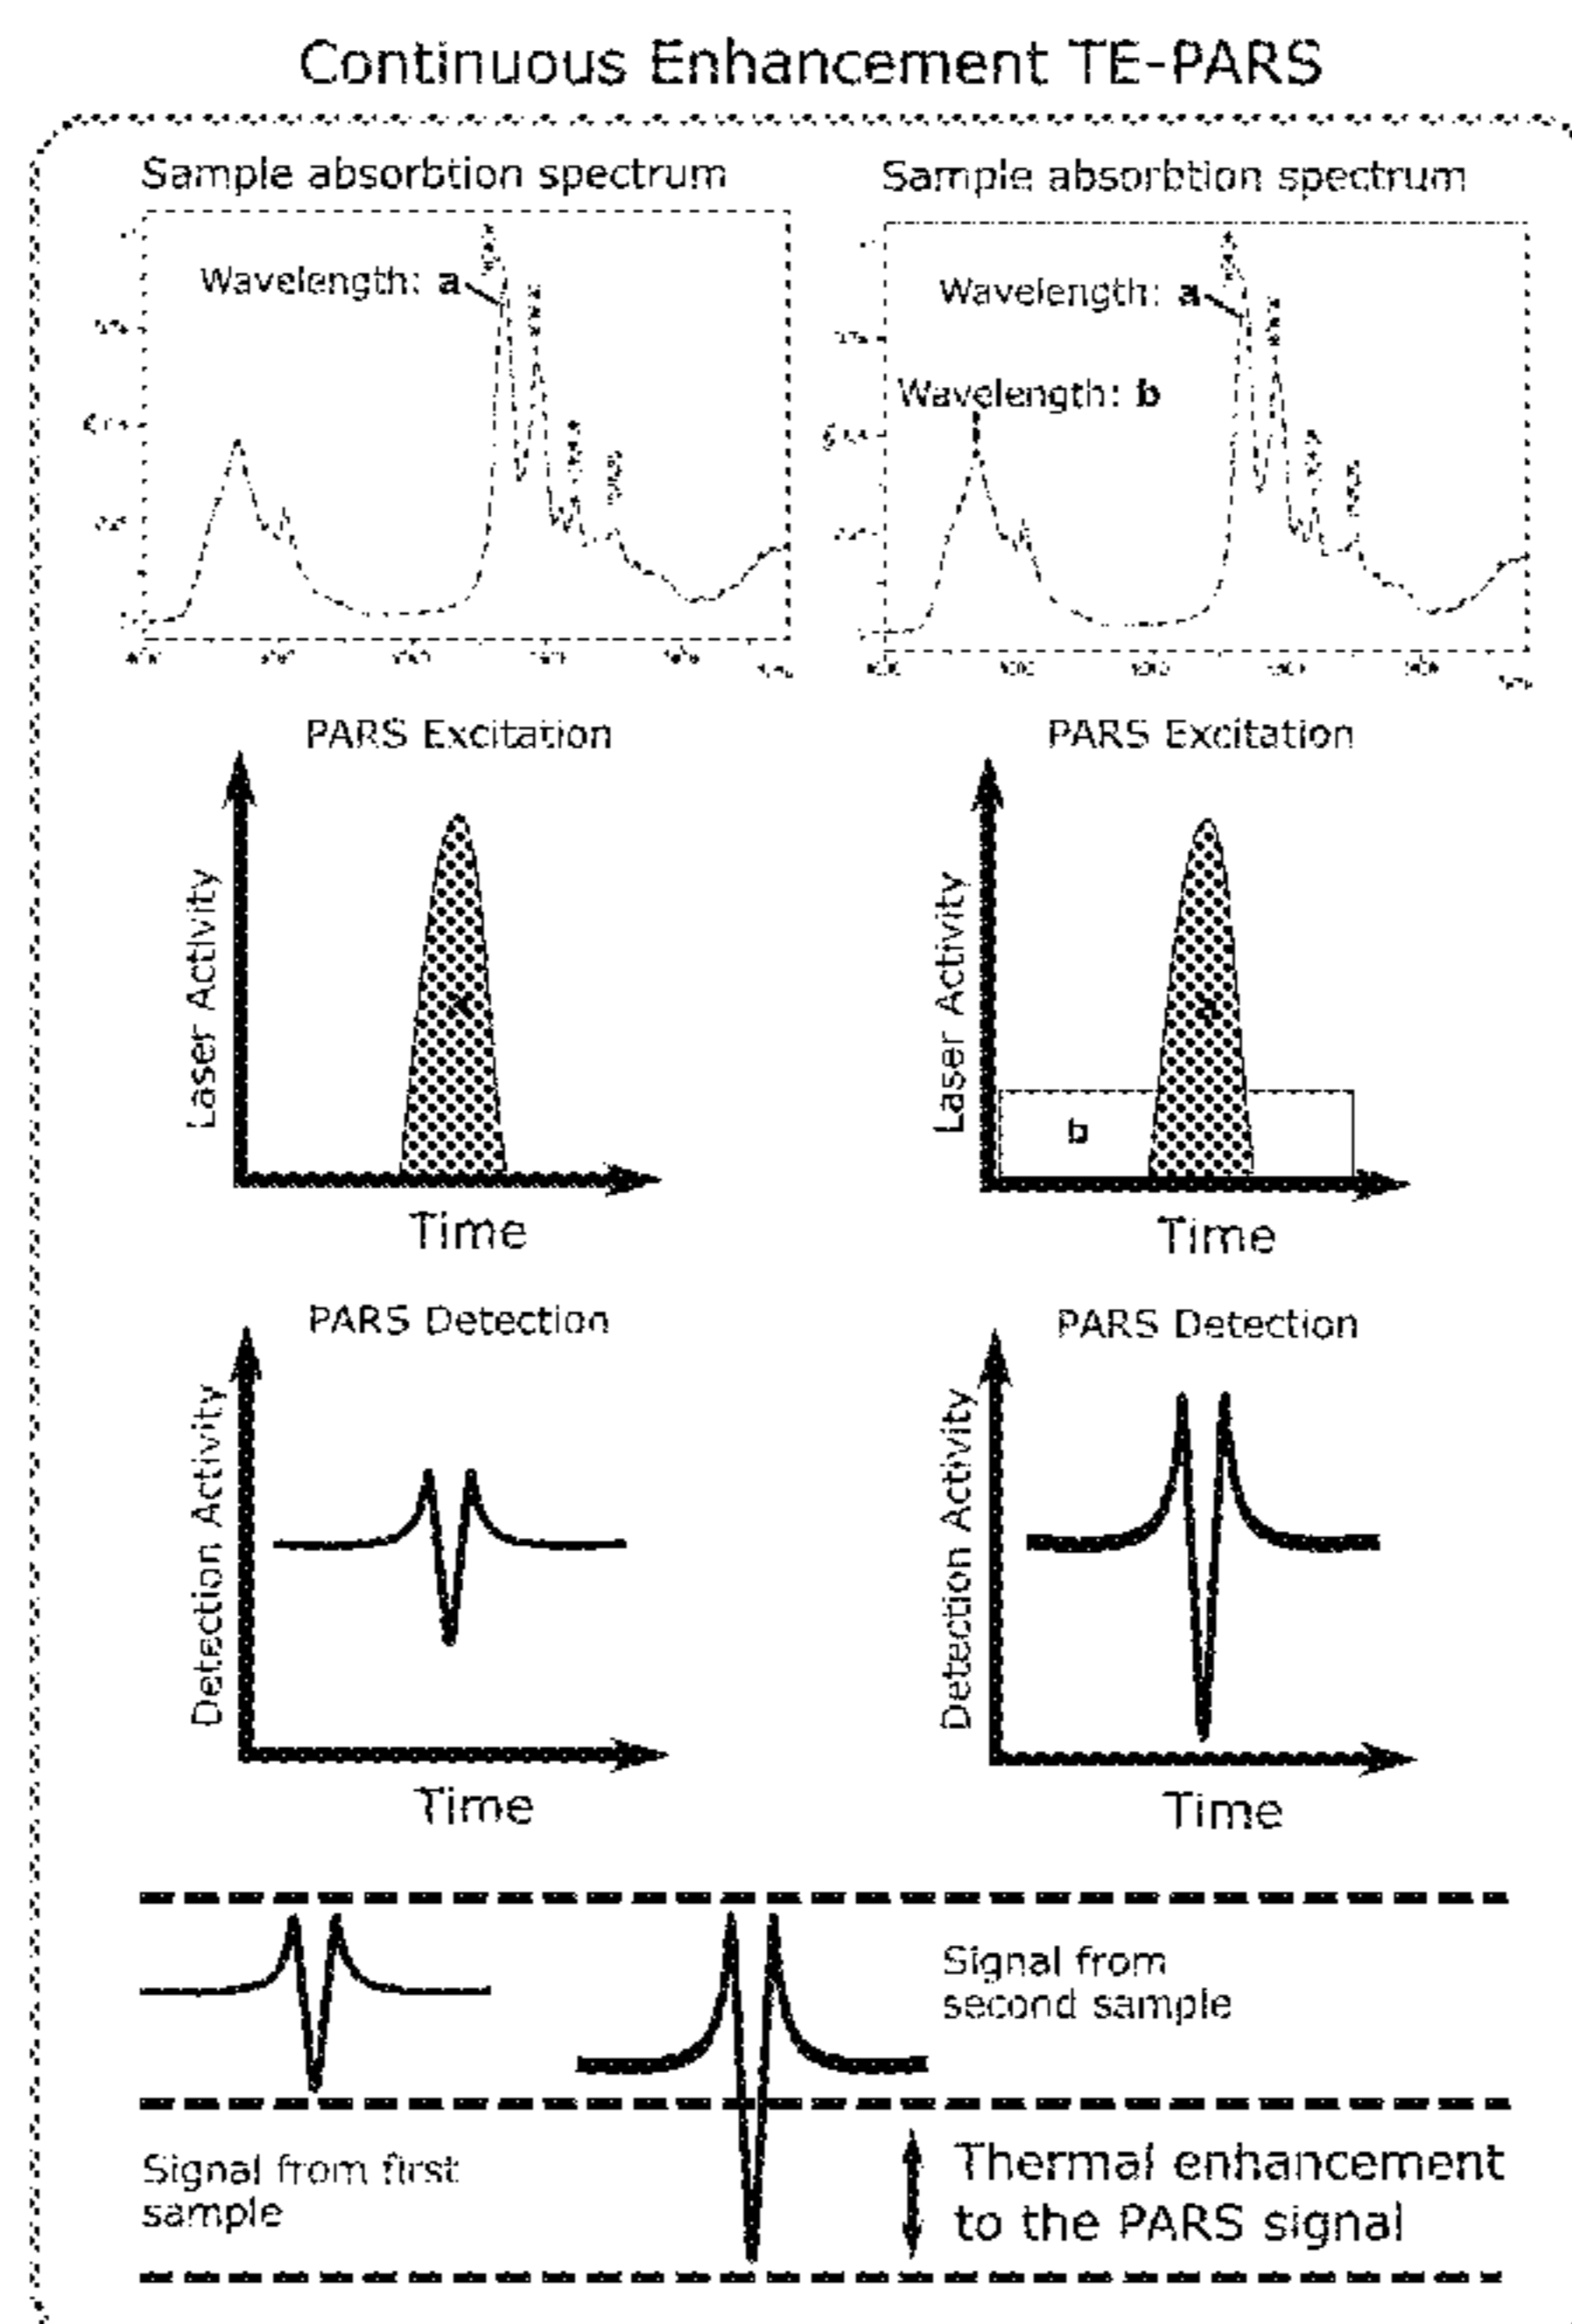 Continuous Enhancement TE-PARS
Sample absorbtion spectrum
Sample absorbtion spectrum
Wavelength: a
Wavelength: a
Wavelength: b
PARS Excitation
PARS Excitation
Laser Activity
Laser Activity
b
Time
Time
PARS Detection
PARS Detection
Detection Activity
Detection Activity
Time
Time
Signal from
second sample
Signal from first
sample
Thermal enhancement
to the PARS signal